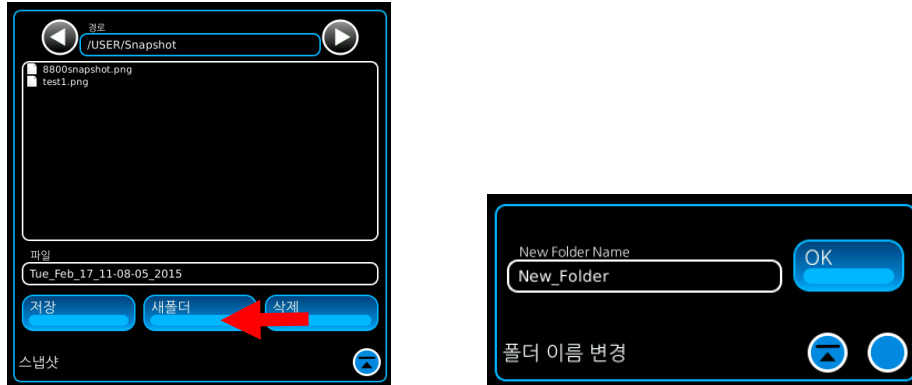 경로
/USER/Snapshot
8800snapshot.png
test1.png
파일
Tue_Feb_17_11-08-05_2015
저장
새폴더
삭제
스냅샷
New Folder Name
New_Folder
OK
폴더 이름 변경